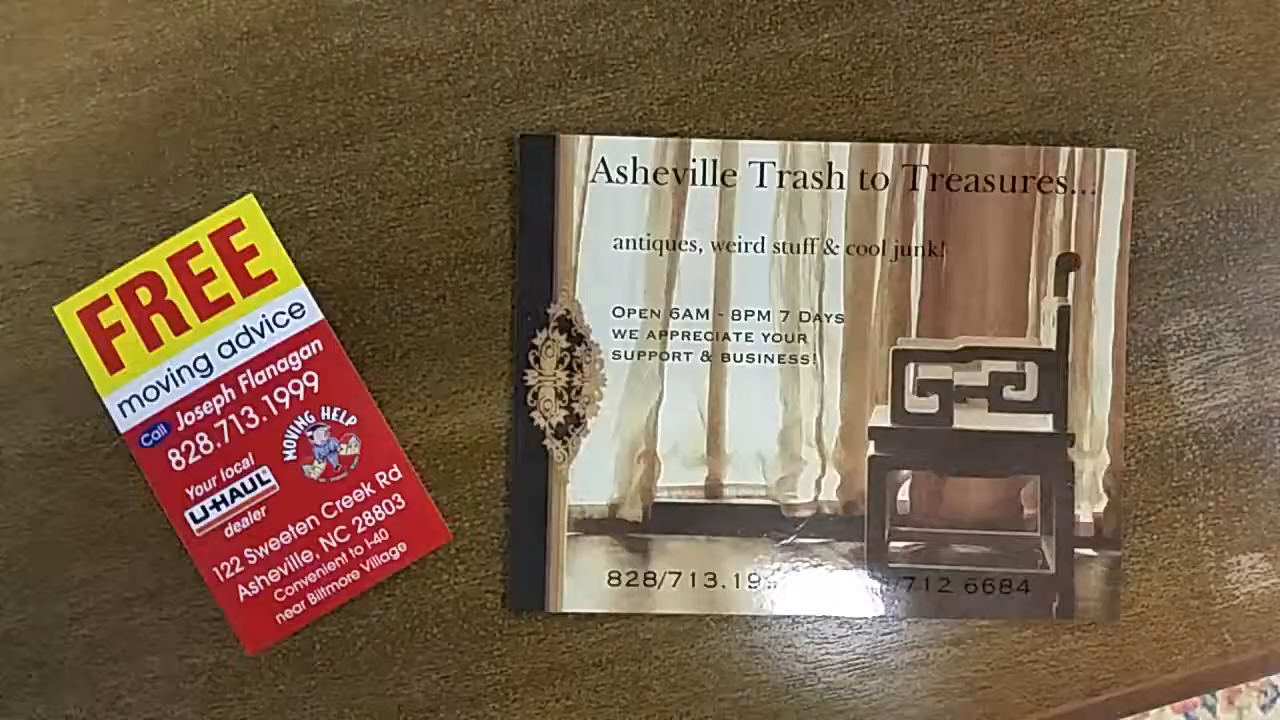 FREE
moving advice
Call Joseph Flanagan
828.713.1999
MOVING HELP
Your local
U-HAUL
dealer
122 Sweeten Creek Rd
Asheville, NC 28803
Convenient to I-40
near Biltmore Village
Asheville Trash to Treasures...
antiques, weird stuff & cool junk!
OPEN 6AM - 8PM 7 DAYS
WE APPRECIATE YOUR
SUPPORT & BUSINESS!
828/713.19 /712 6684